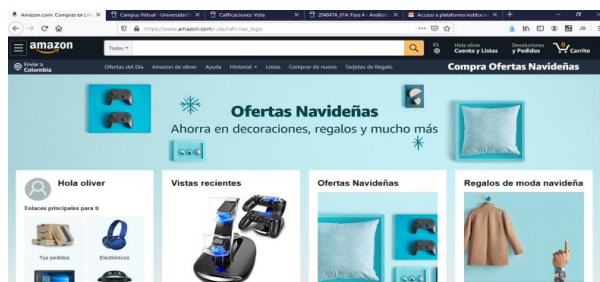 Amazon.com: Compras en Lín
Campus Virtual - Universidad
Calificaciones: Vista
Fase 4 -
Acceso a plataforma
https://www.amazon.com/-/es/ref=nav_logo
amazon
Todos
ES
Hola oliver
Cuenta y Listas
Devoluciones
y Pedidos
Carrito
Enviar a
Colombia
Ofertas del Día Amazon de oliver Ayuda Historial Listas Comprar de nuevo Tarjetas de Regalo
Compra Ofertas Navideñas
Ofertas Navideñas
Ahorra en decoraciones, regalos y mucho más
Hola oliver
Enlaces principales para ti
Tus pedidos
Electrónicos
Vistas recientes
Ofertas Navideñas
Regalos de moda navideña